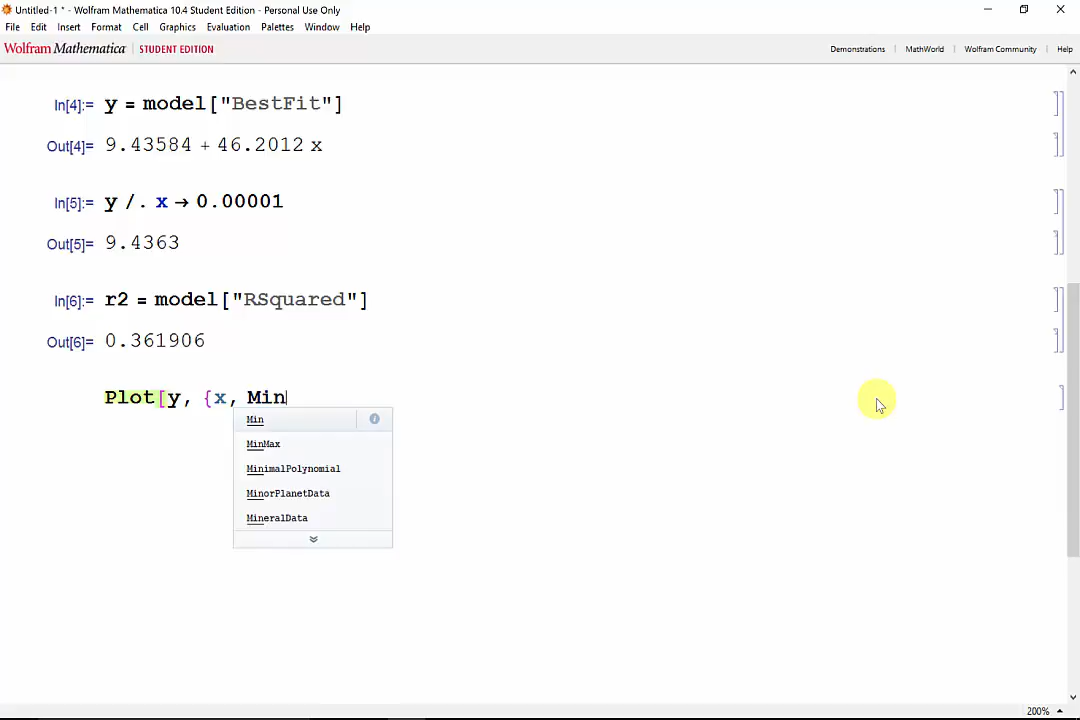 Untitled-1 * - Wolfram Mathematica 10.4 Student Edition - Personal Use Only
File Edit Insert Format Cell Graphics Evaluation Palettes Window Help
Wolfram Mathematica STUDENT EDITION Demonstrations MathWorld Wolfram Community Help
In[4]:= y = model["BestFit"]
Out[4]= 9.43584 + 46.2012 x
In[5]:= y /. x → 0.00001
Out[5]= 9.4363
In[6]:= r2 = model["RSquared"]
Out[6]= 0.361906
Plot[y, {x, Min
Min
MinMax
MinimalPolynomial
MinorPlanetData
MineralData
200%